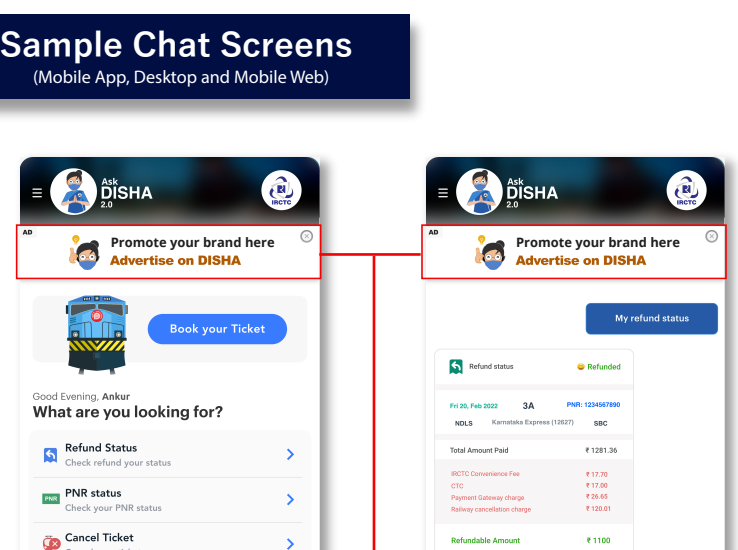 Sample Chat Screens
(Mobile App, Desktop and Mobile Web)
Ask
DISHA
2.0
IRCTC
AD
Promote your brand here
Advertise on DISHA
Book your Ticket
Good Evening, Ankur
What are you looking for?
Refund Status
Check refund your status
PNR
PNR status
Check your PNR status
Cancel Ticket
Ask
DISHA
2.0
IRCTC
AD
Promote your brand here
Advertise on DISHA
My refund status
Refund status
Refunded
Fri 20, Feb 2022 3A PNR: 1234567890
NDLS Karnataka Express (12627) SBC
Total Amount Paid ₹ 1281.36
IRCTC Convenience Fee ₹ 17.70
CTC ₹ 17.00
Payment Gateway charge ₹ 26.65
Railway cancellation charge ₹ 120.01
Refundable Amount ₹ 1100